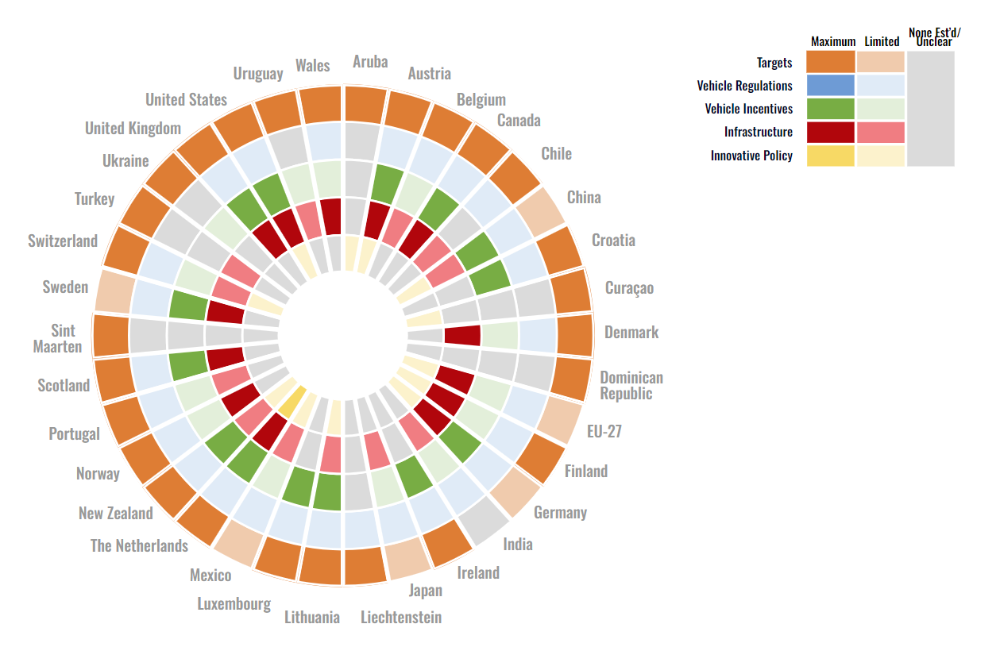 None Est'd/
Unclear
Maximum
Limited
Targets
Vehicle Regulations
Vehicle Incentives
Infrastructure
Innovative Policy
Aruba
Austria
Belgium
Canada
Chile
China
Croatia
Curaçao
Denmark
Dominican
Republic
EU-27
Finland
Germany
India
Ireland
Japan
Liechtenstein
Lithuania
Luxembourg
Mexico
The Netherlands
New Zealand
Norway
Portugal
Scotland
Sint
Maarten
Sweden
Switzerland
Turkey
Ukraine
United Kingdom
United States
Uruguay
Wales